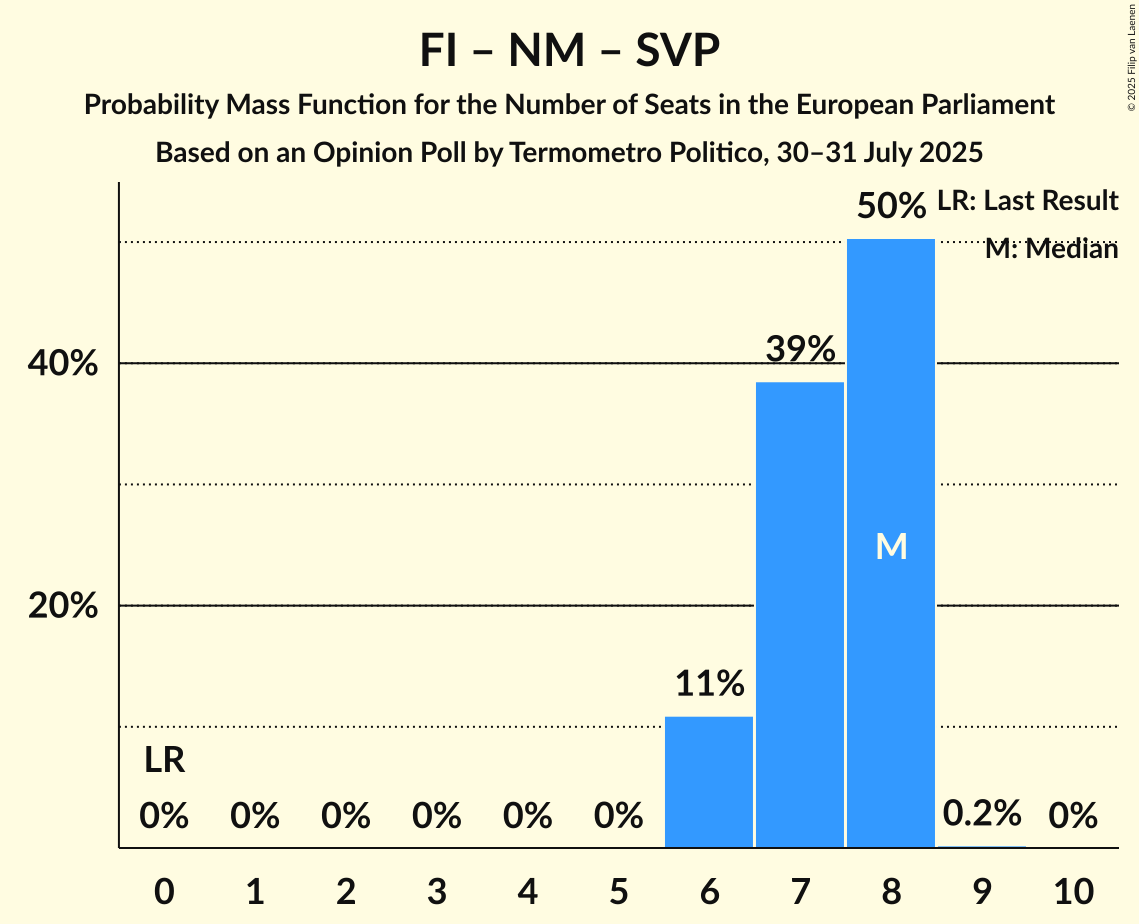 FI – NM – SVP
Probability Mass Function for the Number of Seats in the European Parliament
Based on an Opinion Poll by Termometro Politico, 30–31 July 2025
© 2025 Filip van Laenen
LR: Last Result
M: Median
50%
39%
40%
M
20%
11%
LR
0% 0% 0% 0% 0% 0% 0.2% 0%
0 1 2 3 4 5 6 7 8 9 10